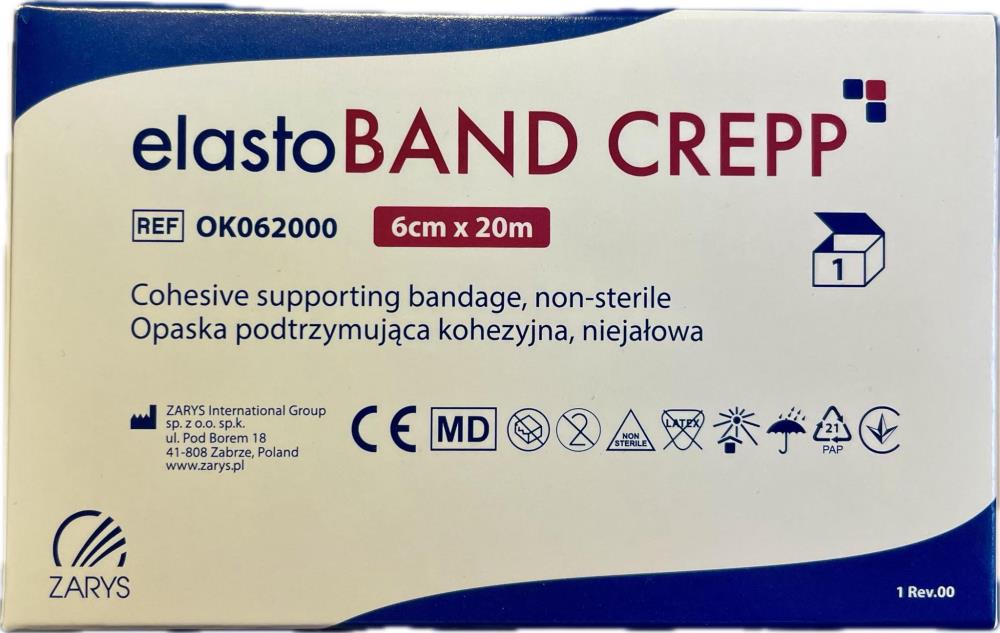 elastoBAND CREPP
REF OK062000 6cm x 20m
1
Cohesive supporting bandage, non-sterile
Opaska podtrzymująca kohezyjna, niejałowa
ZARYS International Group
sp. z o.o. sp.k.
ul. Pod Borem 18
41-808 Zabrze, Poland
www.zarys.pl
CE MD 2 NON STERILE LATEX 21 PAP
ZARYS
1 Rev.00